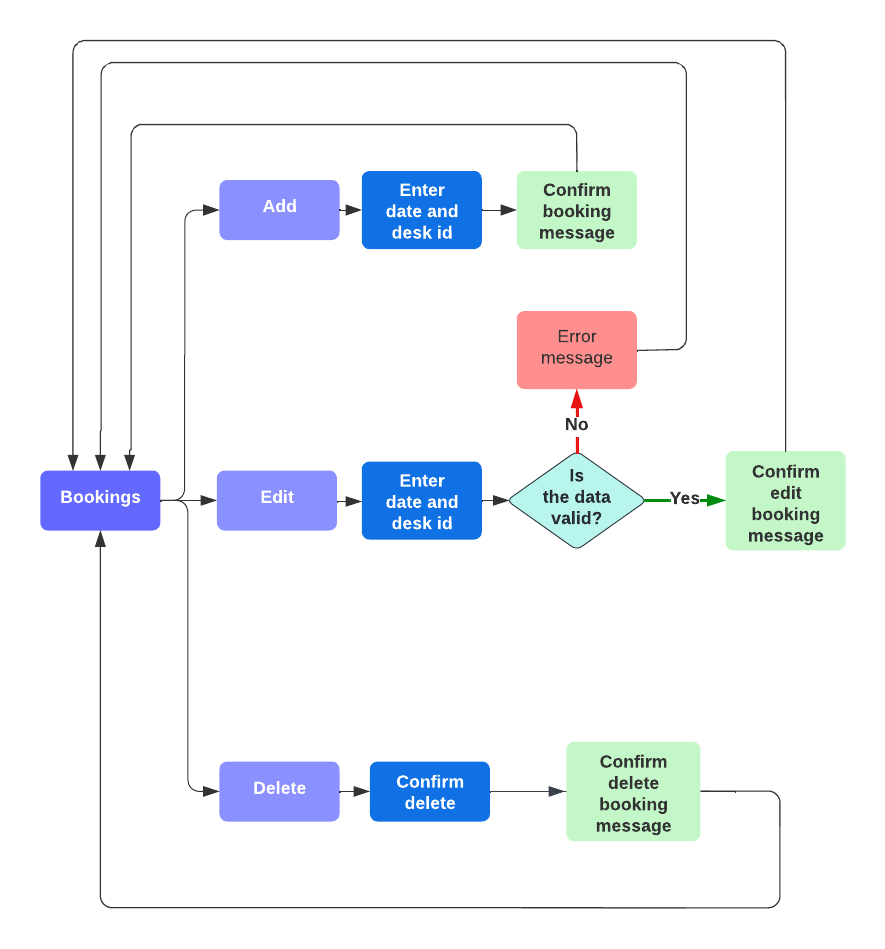 Add
Enter
date and
desk id
Confirm
booking
message
Error
message
No
Bookings
Edit
Enter
date and
desk id
Is
the data
valid?
Yes
Confirm
edit
booking
message
Delete
Confirm
delete
Confirm
delete
booking
message